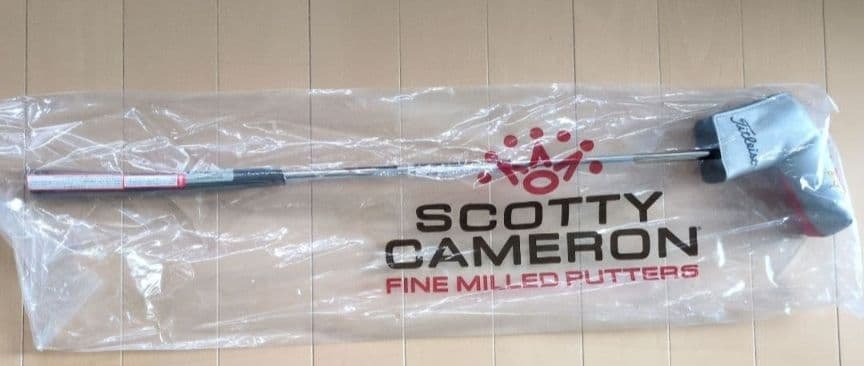 Titleist
SCOTTY
CAMERON
FINE MILLED PUTTERS